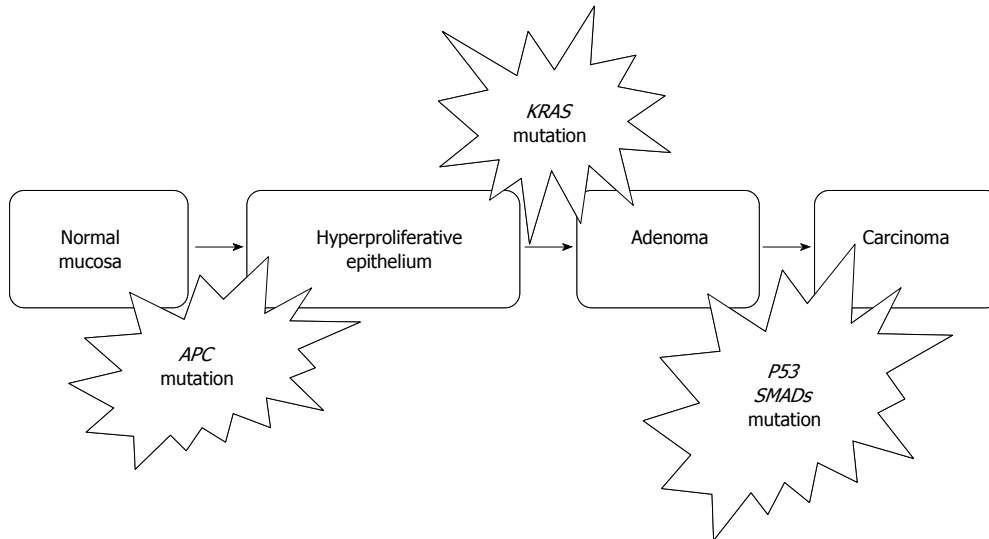 KRAS
mutation
Normal
mucosa
Hyperproliferative
epithelium
Adenoma
Carcinoma
APC
mutation
P53
SMADs
mutation